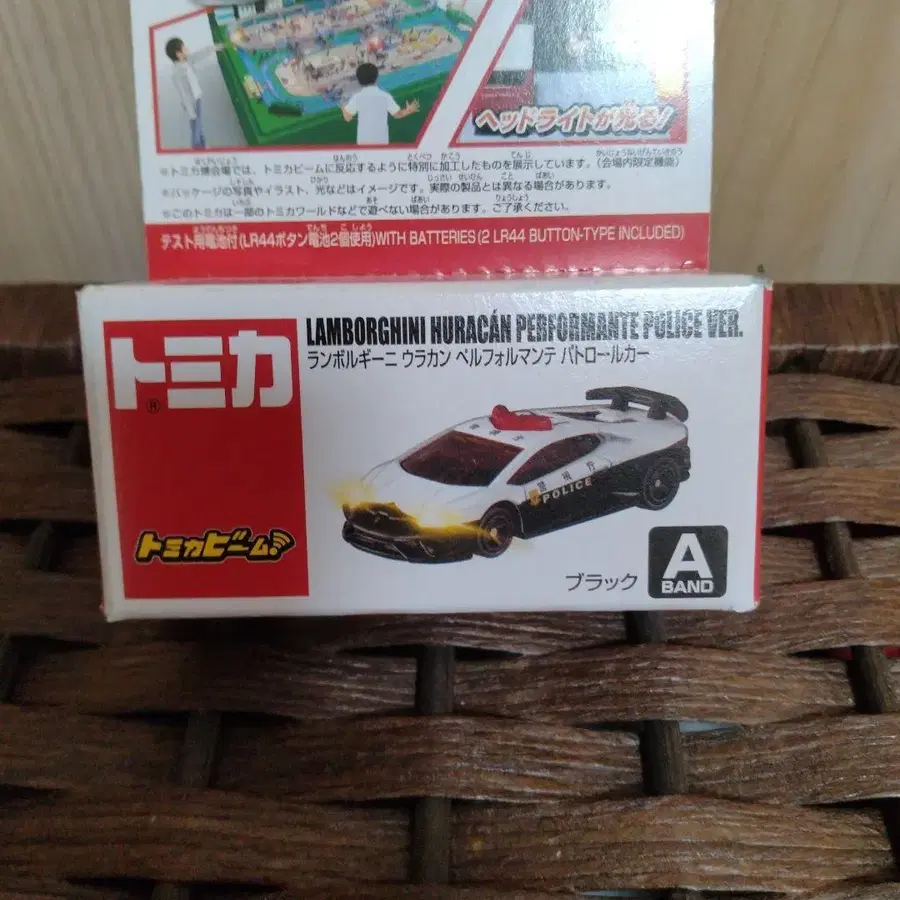 ヘッドライトが光る!
※トミカ博会場では、トミカビームに反応するように特別に加工したものを展示しています。(会場内限定機能)
※パッケージの写真やイラスト、光などはイメージです。実際の製品とは異なる場合があります。
※このトミカは一部のトミカワールドなどで遊べない場合があります。ご了承ください。
テスト用電池付(LR44ボタン電池2個使用)WITH BATTERIES(2 LR44 BUTTON-TYPE INCLUDED)
トミカ®
LAMBORGHINI HURACÁN PERFORMANTE POLICE VER.
ランボルギーニ ウラカン ペルフォルマンテ パトロールカー
警視庁
POLICE
トミカビーム!
ブラック
A
BAND